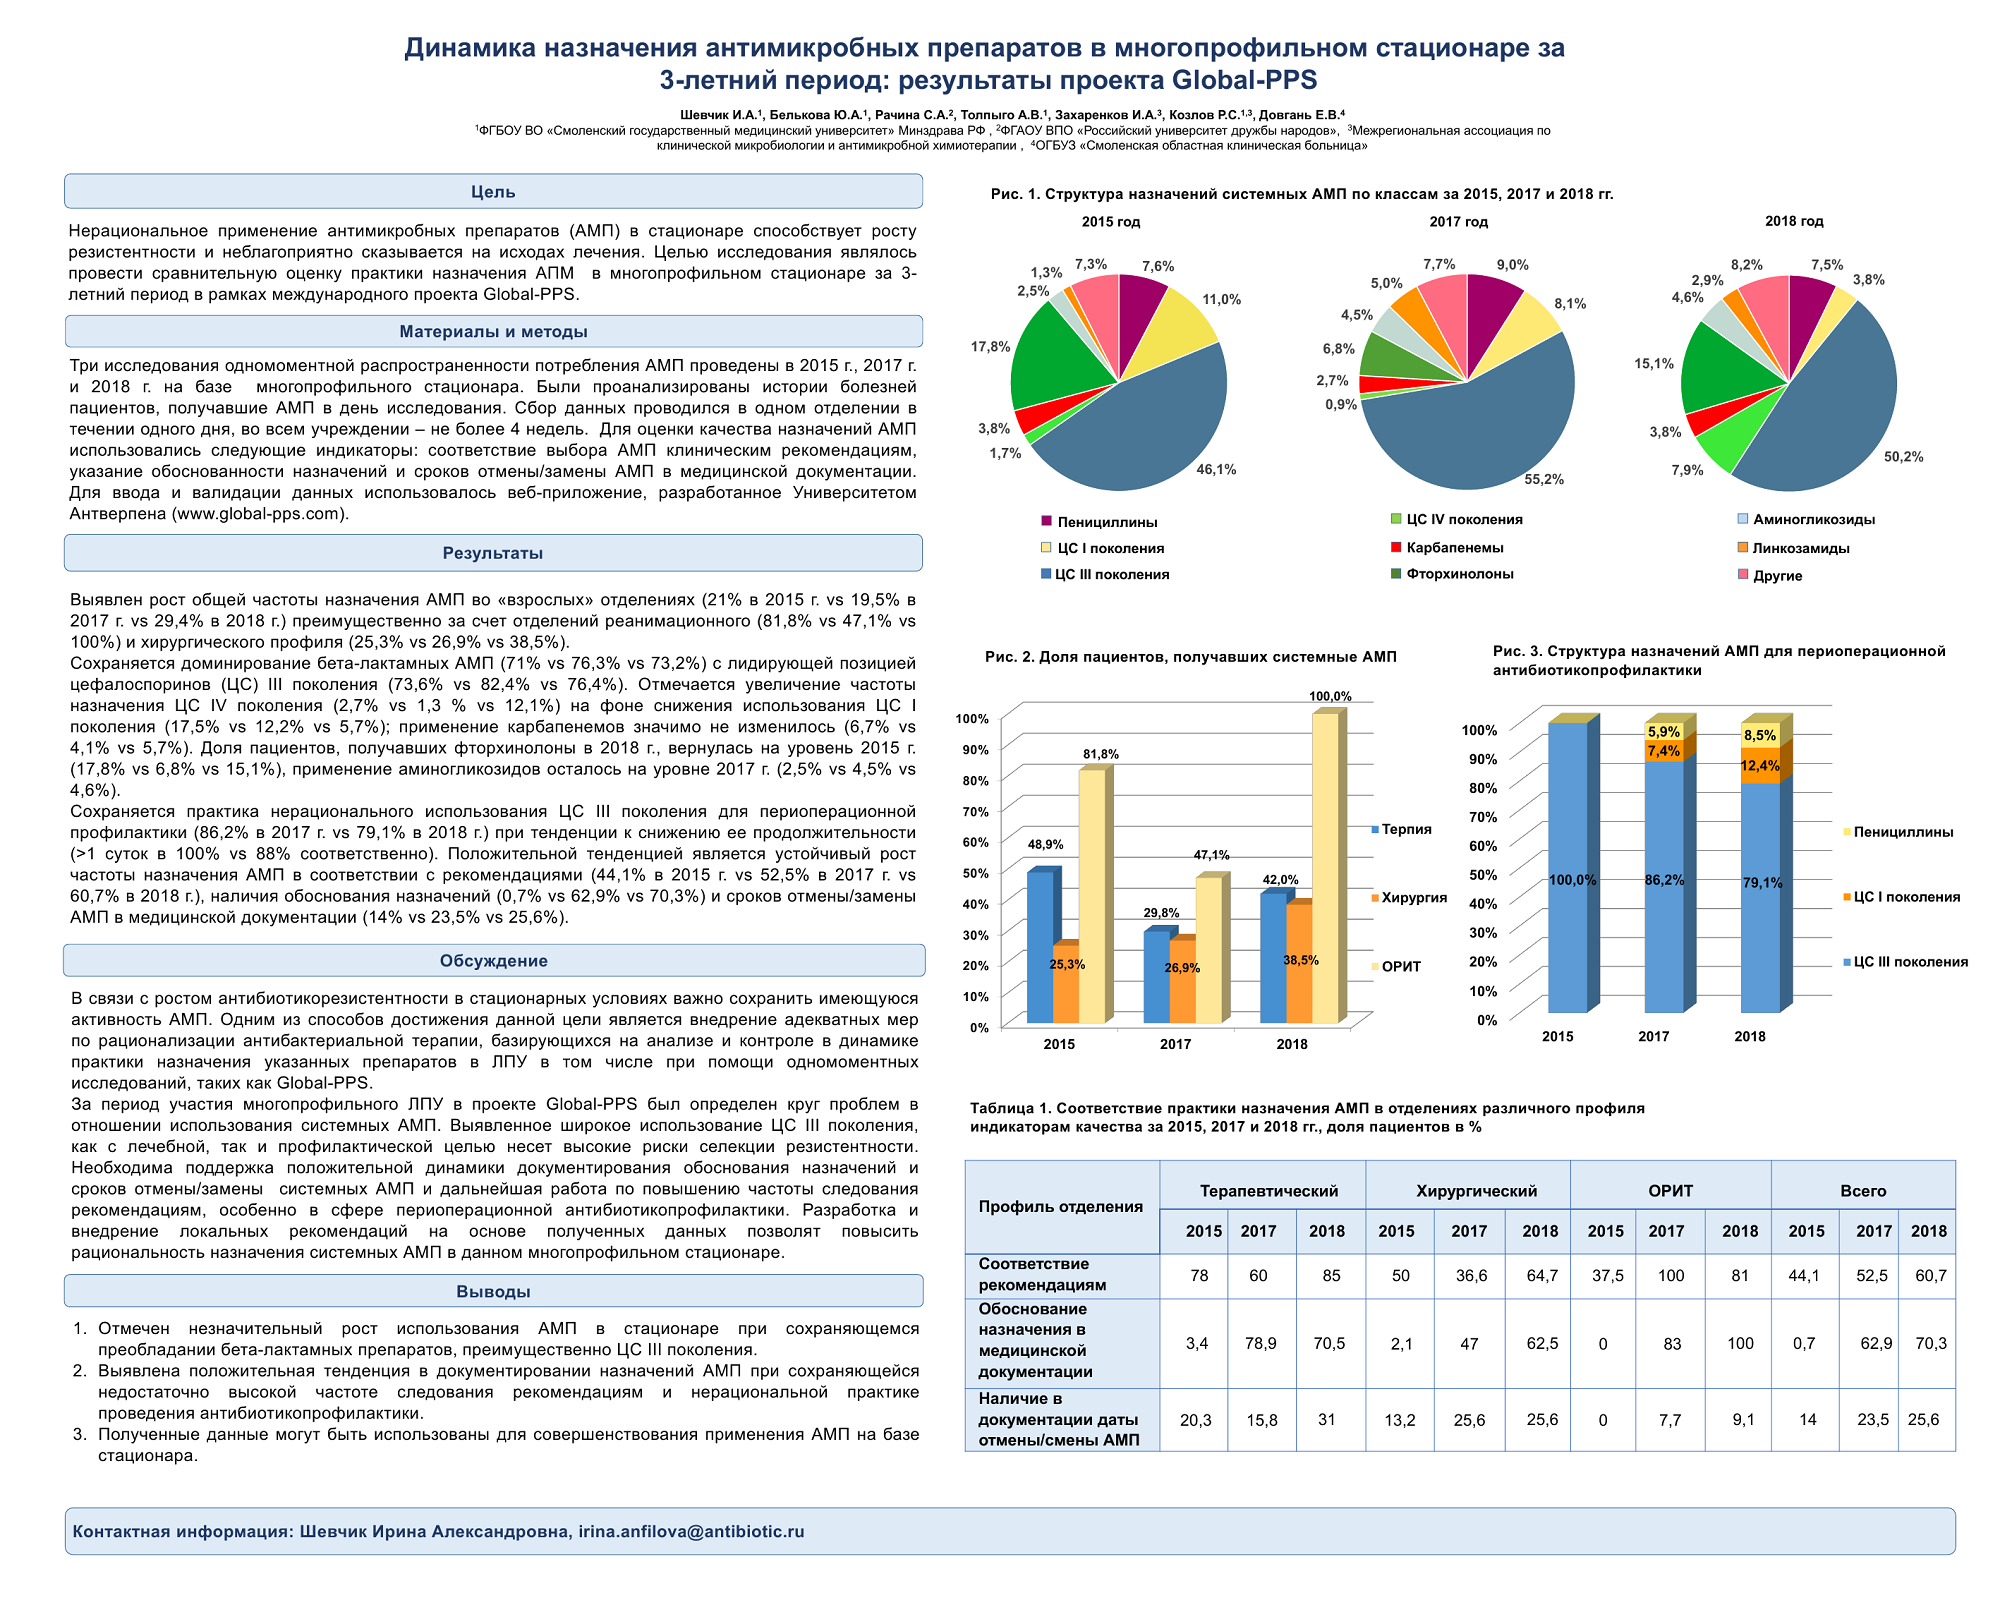 Динамика назначения антимикробных препаратов в многопрофильном стационаре за
3-летний период: результаты проекта Global-PPS
Шевчик И.А.¹, Белькова Ю.А.¹, Рачина С.А.², Толпыго А.В.¹, Захаренков И.А.³, Козлов Р.С.¹·³, Довгань Е.В.⁴
¹ФГБОУ ВО «Смоленский государственный медицинский университет» Минздрава РФ , ²ФГАОУ ВПО «Российский университет дружбы народов», ³Межрегиональная ассоциация по
клинической микробиологии и антимикробной химиотерапии , ⁴ОГБУЗ «Смоленская областная клиническая больница»
Цель
Нерациональное применение антимикробных препаратов (АМП) в стационаре способствует росту
резистентности и неблагоприятно сказывается на исходах лечения. Целью исследования являлось
провести сравнительную оценку практики назначения АПМ в многопрофильном стационаре за 3-
летний период в рамках международного проекта Global-PPS.
Материалы и методы
Три исследования одномоментной распространенности потребления АМП проведены в 2015 г., 2017 г.
и 2018 г. на базе многопрофильного стационара. Были проанализированы истории болезней
пациентов, получавшие АМП в день исследования. Сбор данных проводился в одном отделении в
течении одного дня, во всем учреждении – не более 4 недель. Для оценки качества назначений АМП
использовались следующие индикаторы: соответствие выбора АМП клиническим рекомендациям,
указание обоснованности назначений и сроков отмены/замены АМП в медицинской документации.
Для ввода и валидации данных использовалось веб-приложение, разработанное Университетом
Антверпена (www.global-pps.com).
Результаты
Выявлен рост общей частоты назначения АМП во «взрослых» отделениях (21% в 2015 г. vs 19,5% в
2017 г. vs 29,4% в 2018 г.) преимущественно за счет отделений реанимационного (81,8% vs 47,1% vs
100%) и хирургического профиля (25,3% vs 26,9% vs 38,5%).
Сохраняется доминирование бета-лактамных АМП (71% vs 76,3% vs 73,2%) с лидирующей позицией
цефалоспоринов (ЦС) III поколения (73,6% vs 82,4% vs 76,4%). Отмечается увеличение частоты
назначения ЦС IV поколения (2,7% vs 1,3 % vs 12,1%) на фоне снижения использования ЦС I
поколения (17,5% vs 12,2% vs 5,7%); применение карбапенемов значимо не изменилось (6,7% vs
4,1% vs 5,7%). Доля пациентов, получавших фторхинолоны в 2018 г., вернулась на уровень 2015 г.
(17,8% vs 6,8% vs 15,1%), применение аминогликозидов осталось на уровне 2017 г. (2,5% vs 4,5% vs
4,6%).
Сохраняется практика нерационального использования ЦС III поколения для периоперационной
профилактики (86,2% в 2017 г. vs 79,1% в 2018 г.) при тенденции к снижению ее продолжительности
(>1 суток в 100% vs 88% соответственно). Положительной тенденцией является устойчивый рост
частоты назначения АМП в соответствии с рекомендациями (44,1% в 2015 г. vs 52,5% в 2017 г. vs
60,7% в 2018 г.), наличия обоснования назначений (0,7% vs 62,9% vs 70,3%) и сроков отмены/замены
АМП в медицинской документации (14% vs 23,5% vs 25,6%).
Обсуждение
В связи с ростом антибиотикорезистентности в стационарных условиях важно сохранить имеющуюся
активность АМП. Одним из способов достижения данной цели является внедрение адекватных мер
по рационализации антибактериальной терапии, базирующихся на анализе и контроле в динамике
практики назначения указанных препаратов в ЛПУ в том числе при помощи одномоментных
исследований, таких как Global-PPS.
За период участия многопрофильного ЛПУ в проекте Global-PPS был определен круг проблем в
отношении использования системных АМП. Выявленное широкое использование ЦС III поколения,
как с лечебной, так и профилактической целью несет высокие риски селекции резистентности.
Необходима поддержка положительной динамики документирования обоснования назначений и
сроков отмены/замены системных АМП и дальнейшая работа по повышению частоты следования
рекомендациям, особенно в сфере периоперационной антибиотикопрофилактики. Разработка и
внедрение локальных рекомендаций на основе полученных данных позволят повысить
рациональность назначения системных АМП в данном многопрофильном стационаре.
Выводы
1. Отмечен незначительный рост использования АМП в стационаре при сохраняющемся
преобладании бета-лактамных препаратов, преимущественно ЦС III поколения.
2. Выявлена положительная тенденция в документировании назначений АМП при сохраняющейся
недостаточно высокой частоте следования рекомендациям и нерациональной практике
проведения антибиотикопрофилактики.
3. Полученные данные могут быть использованы для совершенствования применения АМП на базе
стационара.
Рис. 1. Структура назначений системных АМП по классам за 2015, 2017 и 2018 гг.
2015 год
7,6%
11,0%
46,1%
1,7%
3,8%
17,8%
2,5%
1,3%
7,3%
2017 год
9,0%
8,1%
55,2%
0,9%
2,7%
6,8%
4,5%
5,0%
7,7%
2018 год
7,5%
3,8%
50,2%
7,9%
3,8%
15,1%
4,6%
2,9%
8,2%
Пенициллины
ЦС I поколения
ЦС III поколения
ЦС IV поколения
Карбапенемы
Фторхинолоны
Аминогликозиды
Линкозамиды
Другие
Рис. 2. Доля пациентов, получавших системные АМП
100%
90%
80%
70%
60%
50%
40%
30%
20%
10%
0%
48,9%
25,3%
81,8%
29,8%
26,9%
47,1%
42,0%
38,5%
100,0%
2015 2017 2018
Терпия
Хирургия
ОРИТ
Рис. 3. Структура назначений АМП для периоперационной
антибиотикопрофилактики
100%
90%
80%
70%
60%
50%
40%
30%
20%
10%
0%
100,0%
5,9%
7,4%
86,2%
8,5%
12,4%
79,1%
2015 2017 2018
Пенициллины
ЦС I поколения
ЦС III поколения
Таблица 1. Соответствие практики назначения АМП в отделениях различного профиля
индикаторам качества за 2015, 2017 и 2018 гг., доля пациентов в %
Профиль отделения Терапевтический Хирургический ОРИТ Всего
2015 2017 2018 2015 2017 2018 2015 2017 2018 2015 2017 2018
Соответствие
рекомендациям
78 60 85 50 36,6 64,7 37,5 100 81 44,1 52,5 60,7
Обоснование
назначения в
медицинской
документации
3,4 78,9 70,5 2,1 47 62,5 0 83 100 0,7 62,9 70,3
Наличие в
документации даты
отмены/смены АМП
20,3 15,8 31 13,2 25,6 25,6 0 7,7 9,1 14 23,5 25,6
Контактная информация: Шевчик Ирина Александровна, irina.anfilova@antibiotic.ru